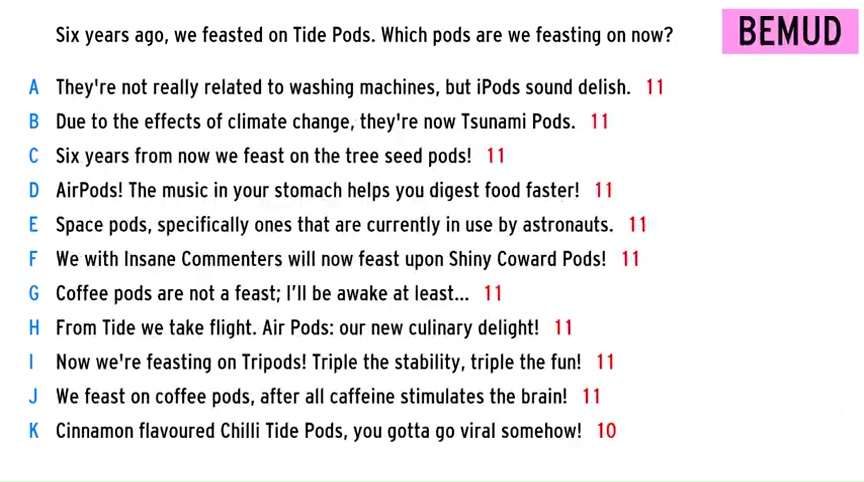 Six years ago, we feasted on Tide Pods. Which pods are we feasting on now?
BEMUD
A They're not really related to washing machines, but iPods sound delish. 11
B Due to the effects of climate change, they're now Tsunami Pods. 11
C Six years from now we feast on the tree seed pods! 11
D AirPods! The music in your stomach helps you digest food faster! 11
E Space pods, specifically ones that are currently in use by astronauts. 11
F We with Insane Commenters will now feast upon Shiny Coward Pods! 11
G Coffee pods are not a feast; I'll be awake at least... 11
H From Tide we take flight. Air Pods: our new culinary delight! 11
I Now we're feasting on Tripods! Triple the stability, triple the fun! 11
J We feast on coffee pods, after all caffeine stimulates the brain! 11
K Cinnamon flavoured Chilli Tide Pods, you gotta go viral somehow! 10